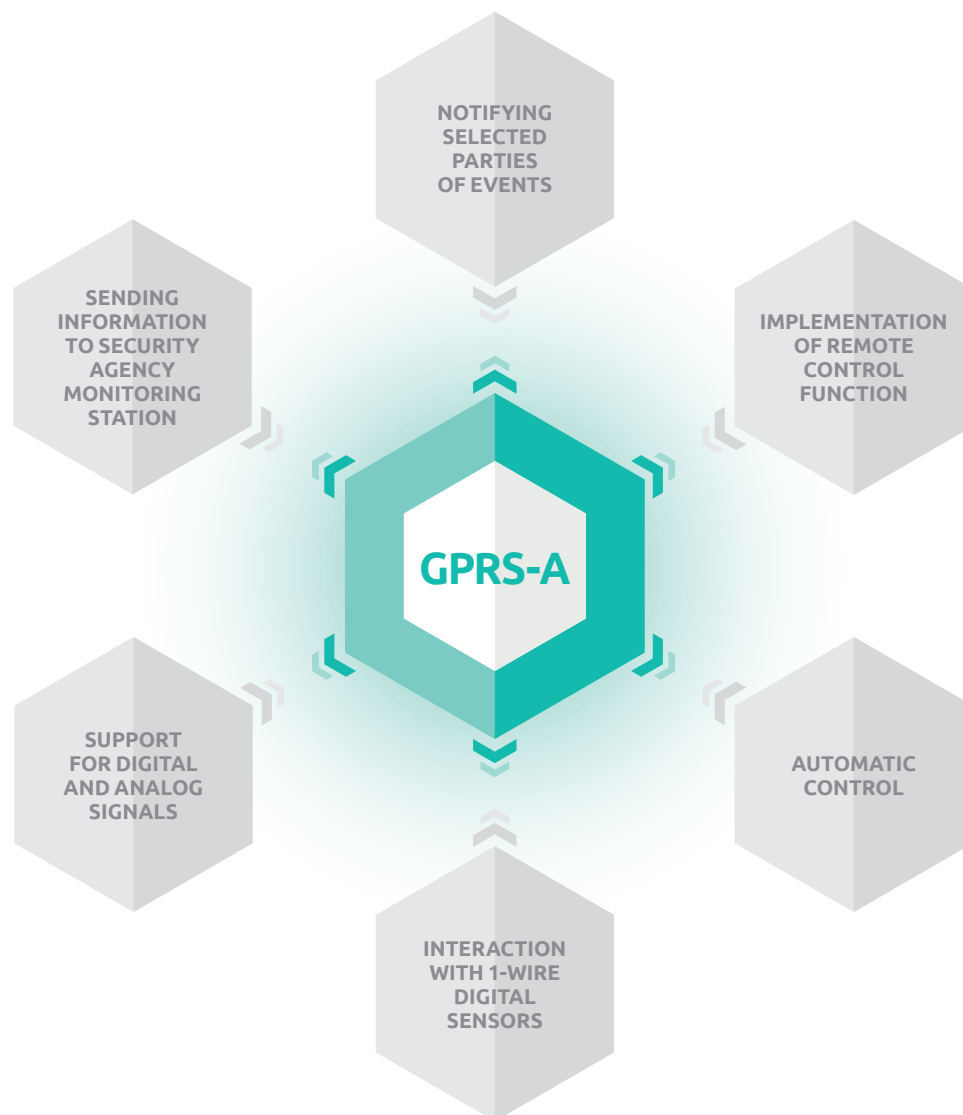 NOTIFYING
SELECTED
PARTIES
OF EVENTS
SENDING
INFORMATION
TO SECURITY
AGENCY
MONITORING
STATION
IMPLEMENTATION
OF REMOTE
CONTROL
FUNCTION
GPRS-A
SUPPORT
FOR DIGITAL
AND ANALOG
SIGNALS
AUTOMATIC
CONTROL
INTERACTION
WITH 1-WIRE
DIGITAL
SENSORS